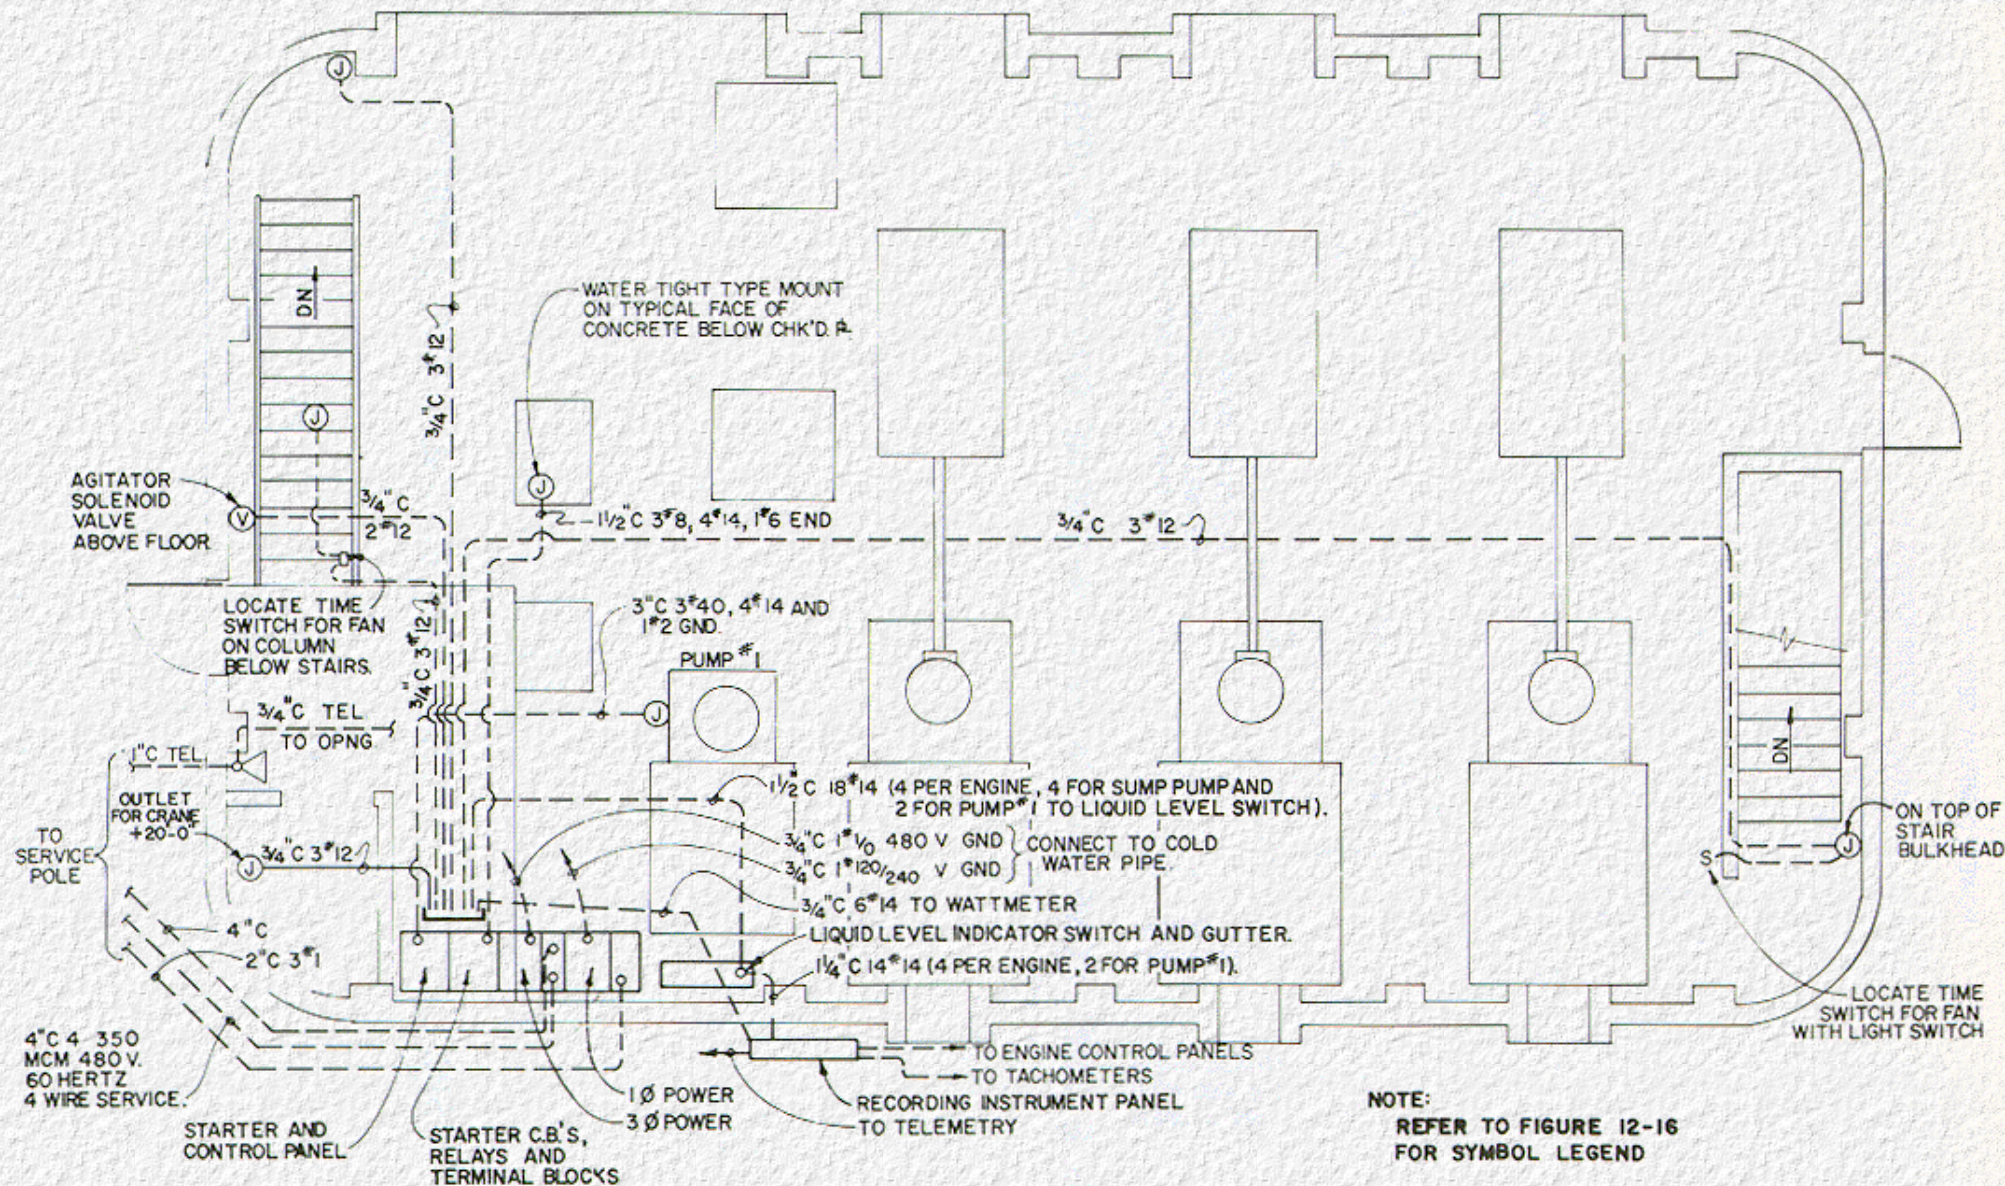 J
WATER TIGHT TYPE MOUNT
ON TYPICAL FACE OF
CONCRETE BELOW CHK'D. PL
DN
3/4"C 3#12
J
J
AGITATOR
SOLENOID
VALVE
ABOVE FLOOR
V
3/4" C
2#12
1 1/2"C 3#8, 4#14, 1#6 END
3/4"C 3#12
LOCATE TIME
SWITCH FOR FAN
ON COLUMN
BELOW STAIRS.
3/4"C 3#12
3"C 3#40, 4#14 AND
1#2 GND.
PUMP #1
J
3/4"C TEL
TO OPNG
1"C TEL
OUTLET
FOR CRANE
+20'-0"
TO
SERVICE
POLE
J
3/4"C 3#12
1 1/2"C 18#14 (4 PER ENGINE, 4 FOR SUMP PUMP AND
2 FOR PUMP#1 TO LIQUID LEVEL SWITCH).
3/4"C 1#1/0 480 V GND
3/4"C 1#120/240 V GND
CONNECT TO COLD
WATER PIPE.
3/4"C 6#14 TO WATTMETER
LIQUID LEVEL INDICATOR SWITCH AND GUTTER.
1 1/4"C 14#14 (4 PER ENGINE, 2 FOR PUMP#1).
DN
S
J
ON TOP OF
STAIR
BULKHEAD
LOCATE TIME
SWITCH FOR FAN
WITH LIGHT SWITCH
4"C
2"C 3#1
4"C 4-350
MCM 480 V.
60 HERTZ
4 WIRE SERVICE.
STARTER AND
CONTROL PANEL
STARTER C.B.'S,
RELAYS AND
TERMINAL BLOCKS
1 Ø POWER
3 Ø POWER
TO ENGINE CONTROL PANELS
TO TACHOMETERS
RECORDING INSTRUMENT PANEL
TO TELEMETRY
NOTE:
REFER TO FIGURE 12-16
FOR SYMBOL LEGEND